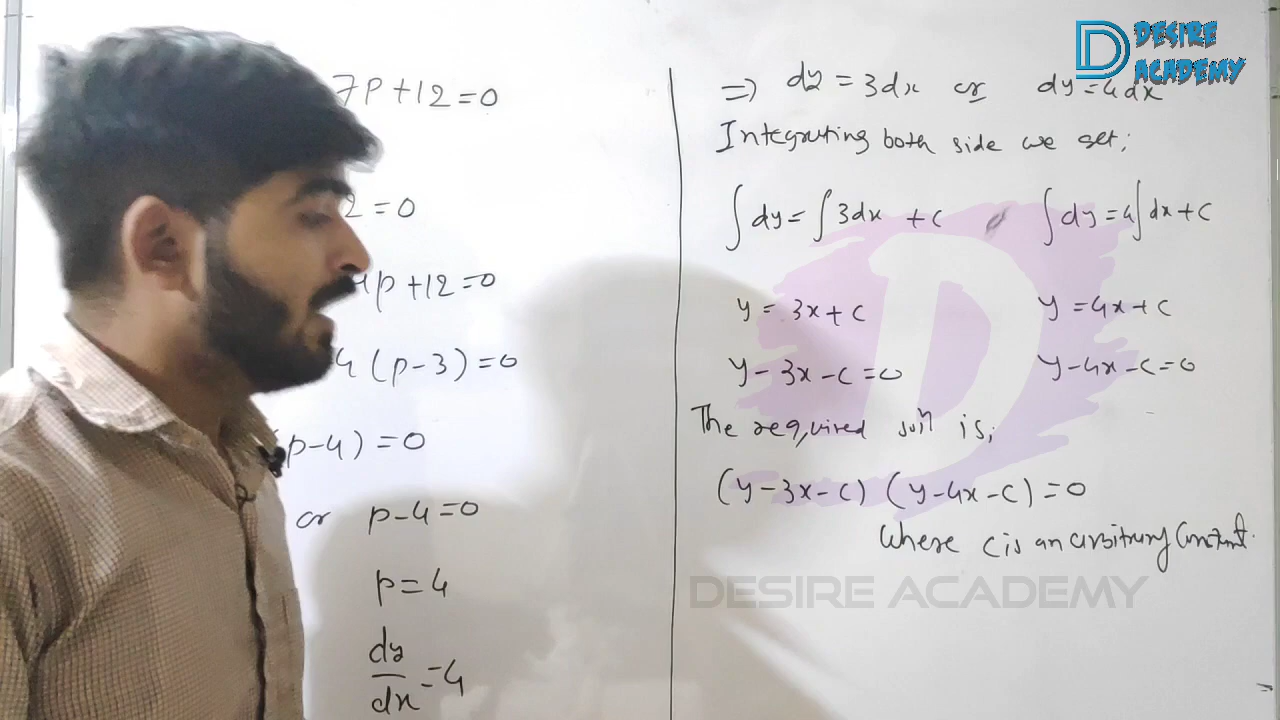 7P+12=0
2=0
4p+12=0
4(p-3)=0
(p-4)=0
or p-4=0
p=4
dy/dx=4
DESIRE
ACADEMY
=> dy = 3dx or dy=4dx
Integrating both side we get;
∫dy=∫3dx +c ∫dy=4∫dx+c
y = 3x+c y =4x+c
y-3x-c=0 y-4x-c=0
The required solⁿ is;
(y-3x-c) (y-4x-c)=0
Where c is an arbitrary Constant.
DESIRE ACADEMY